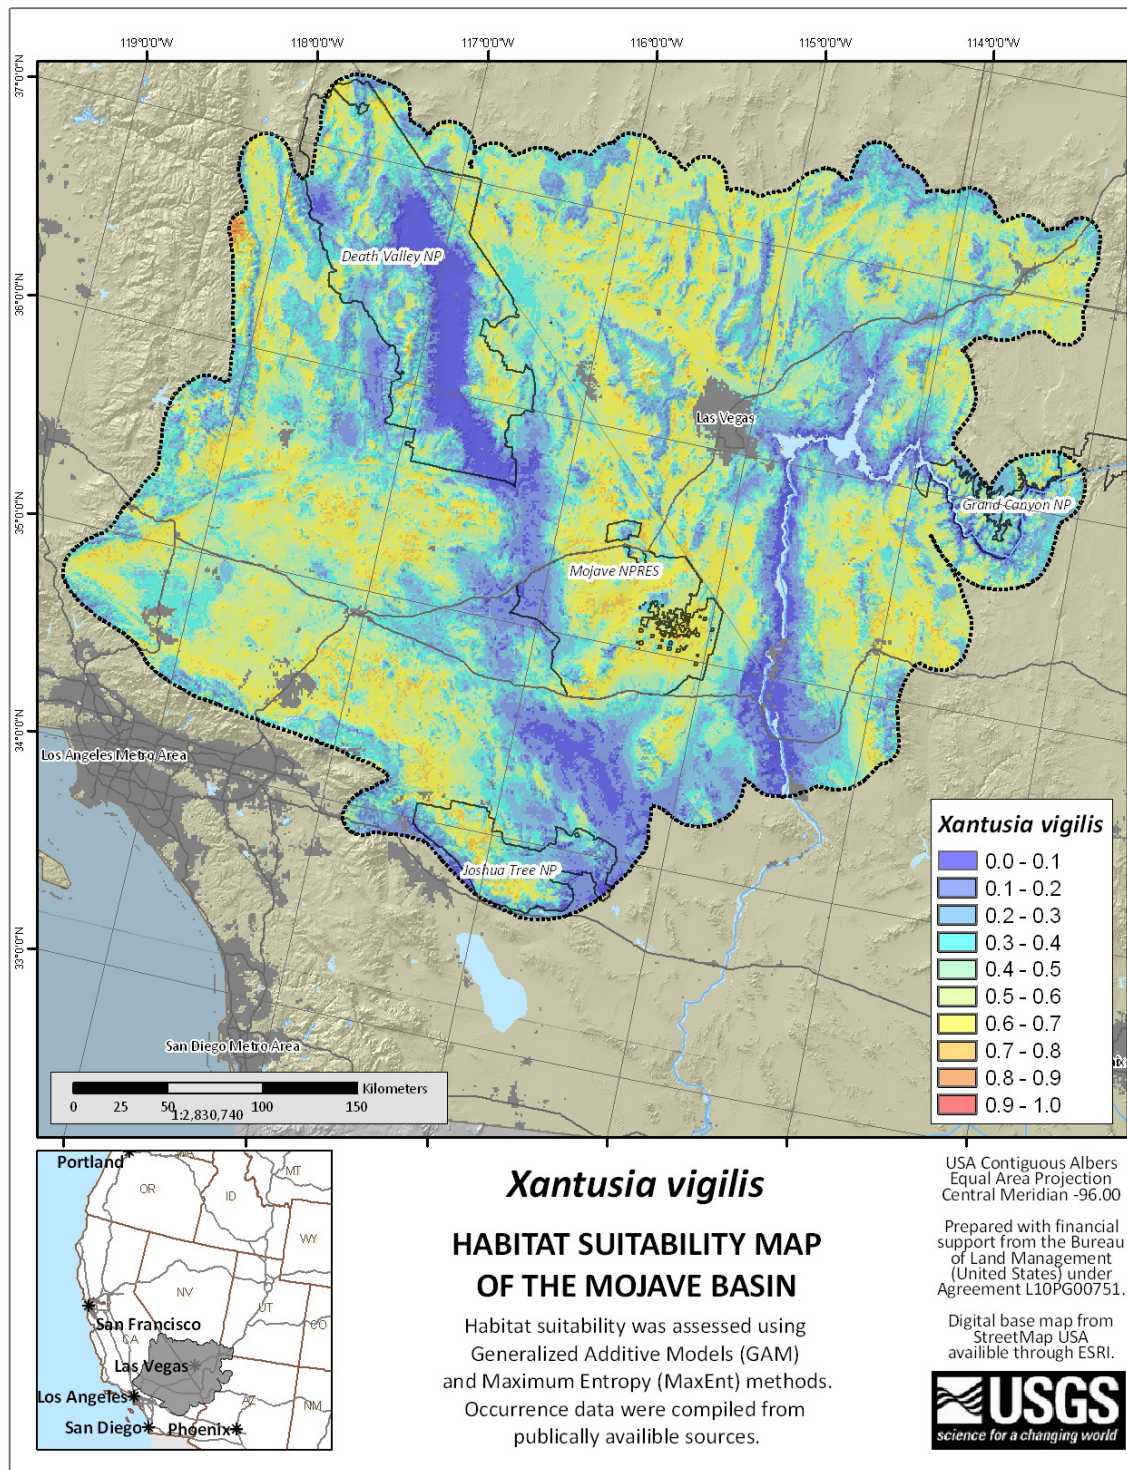 119°0'0"W 118°0'0"W 117°0'0"W 116°0'0"W 115°0'0"W 114°0'0"W
37°0'0"N
36°0'0"N
35°0'0"N
34°0'0"N
33°0'0"N
Death Valley NP
Las Vegas
Grand Canyon NP
Mojave NPRES
Los Angeles Metro Area
Joshua Tree NP
San Diego Metro Area
Xantusia vigilis
0.0 - 0.1
0.1 - 0.2
0.2 - 0.3
0.3 - 0.4
0.4 - 0.5
0.5 - 0.6
0.6 - 0.7
0.7 - 0.8
0.8 - 0.9
0.9 - 1.0
Kilometers
0 25 50 100 150
1:2,830,740
Portland
WA
MT
OR
ID
WY
NV
UT
CO
San Francisco
CA
Las Vegas
Los Angeles
AZ
NM
San Diego
Phoenix
Xantusia vigilis
HABITAT SUITABILITY MAP
OF THE MOJAVE BASIN
Habitat suitability was assessed using
Generalized Additive Models (GAM)
and Maximum Entropy (MaxEnt) methods.
Occurrence data were compiled from
publically availible sources.
USA Contiguous Albers
Equal Area Projection
Central Meridian -96.00
Prepared with financial
support from the Bureau
of Land Management
(United States) under
Agreement L10PG00751.
Digital base map from
StreetMap USA
availible through ESRI.
USGS
science for a changing world